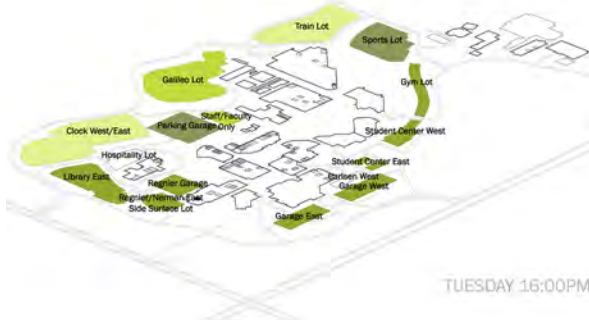 Train Lot
Sports Lot
Galileo Lot
Gym Lot
Staff/Faculty
Parking Garage Only
Clock West/East
Student Center West
Hospitality Lot
Student Center East
Library East
Regnier Garage
Carlsen West
Garage West
Regnier/Nerman East
Side Surface Lot
Garage East
TUESDAY 16:00PM